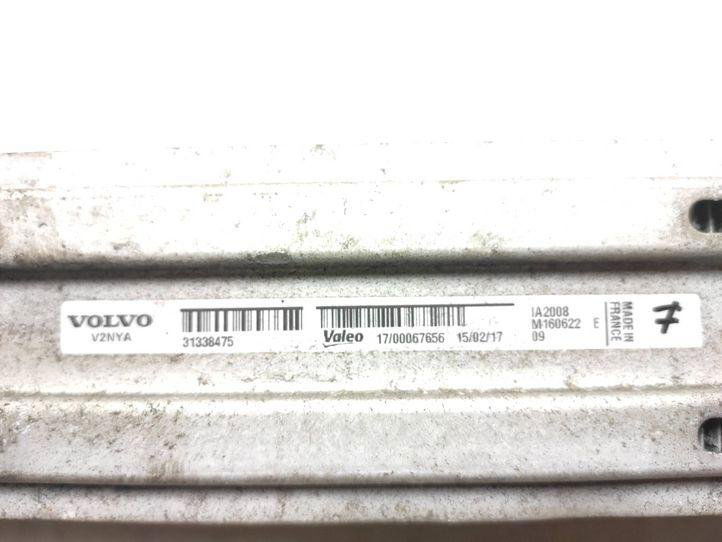 VOLVO
V2NYA
31338475
Valeo 17/00067656 15/02/17
IA2008
M160622 E
09
MADE IN
FRANCE
7